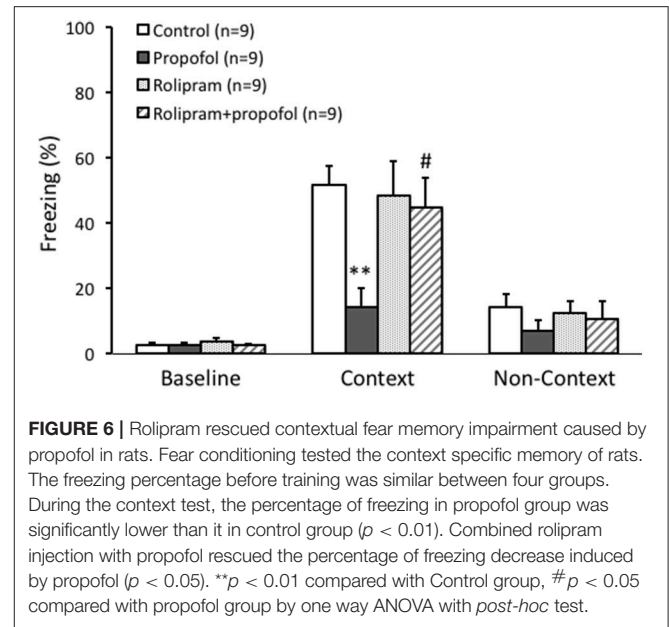 100
80
60
40
20
0
Freezing (%)
Control (n=9)
Propofol (n=9)
Rolipram (n=9)
Rolipram+propofol (n=9)
**
#
Baseline Context Non-Context
FIGURE 6 | Rolipram rescued contextual fear memory impairment caused by
propofol in rats. Fear conditioning tested the context specific memory of rats.
The freezing percentage before training was similar between four groups.
During the context test, the percentage of freezing in propofol group was
significantly lower than it in control group (p < 0.01). Combined rolipram
injection with propofol rescued the percentage of freezing decrease induced
by propofol (p < 0.05). **p < 0.01 compared with Control group, #p < 0.05
compared with propofol group by one way ANOVA with post-hoc test.